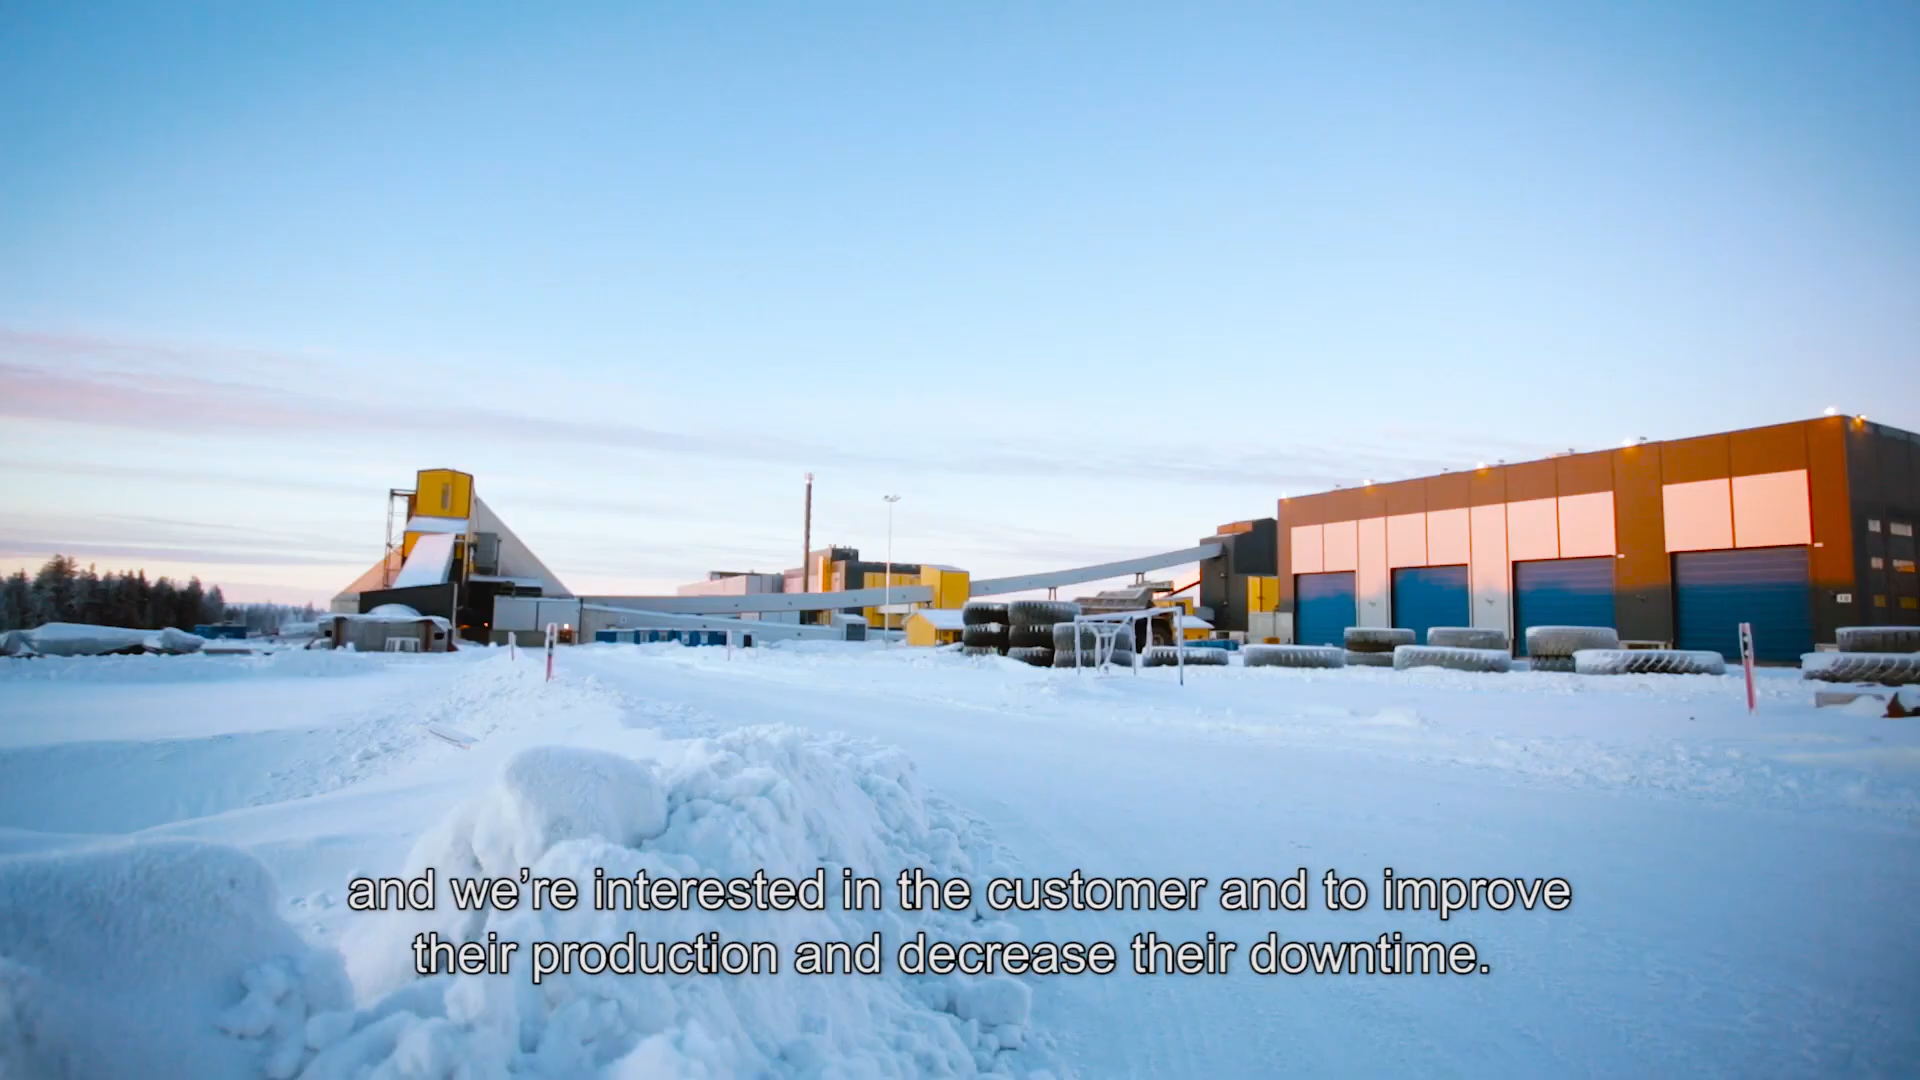 and we’re interested in the customer and to improve
their production and decrease their downtime.